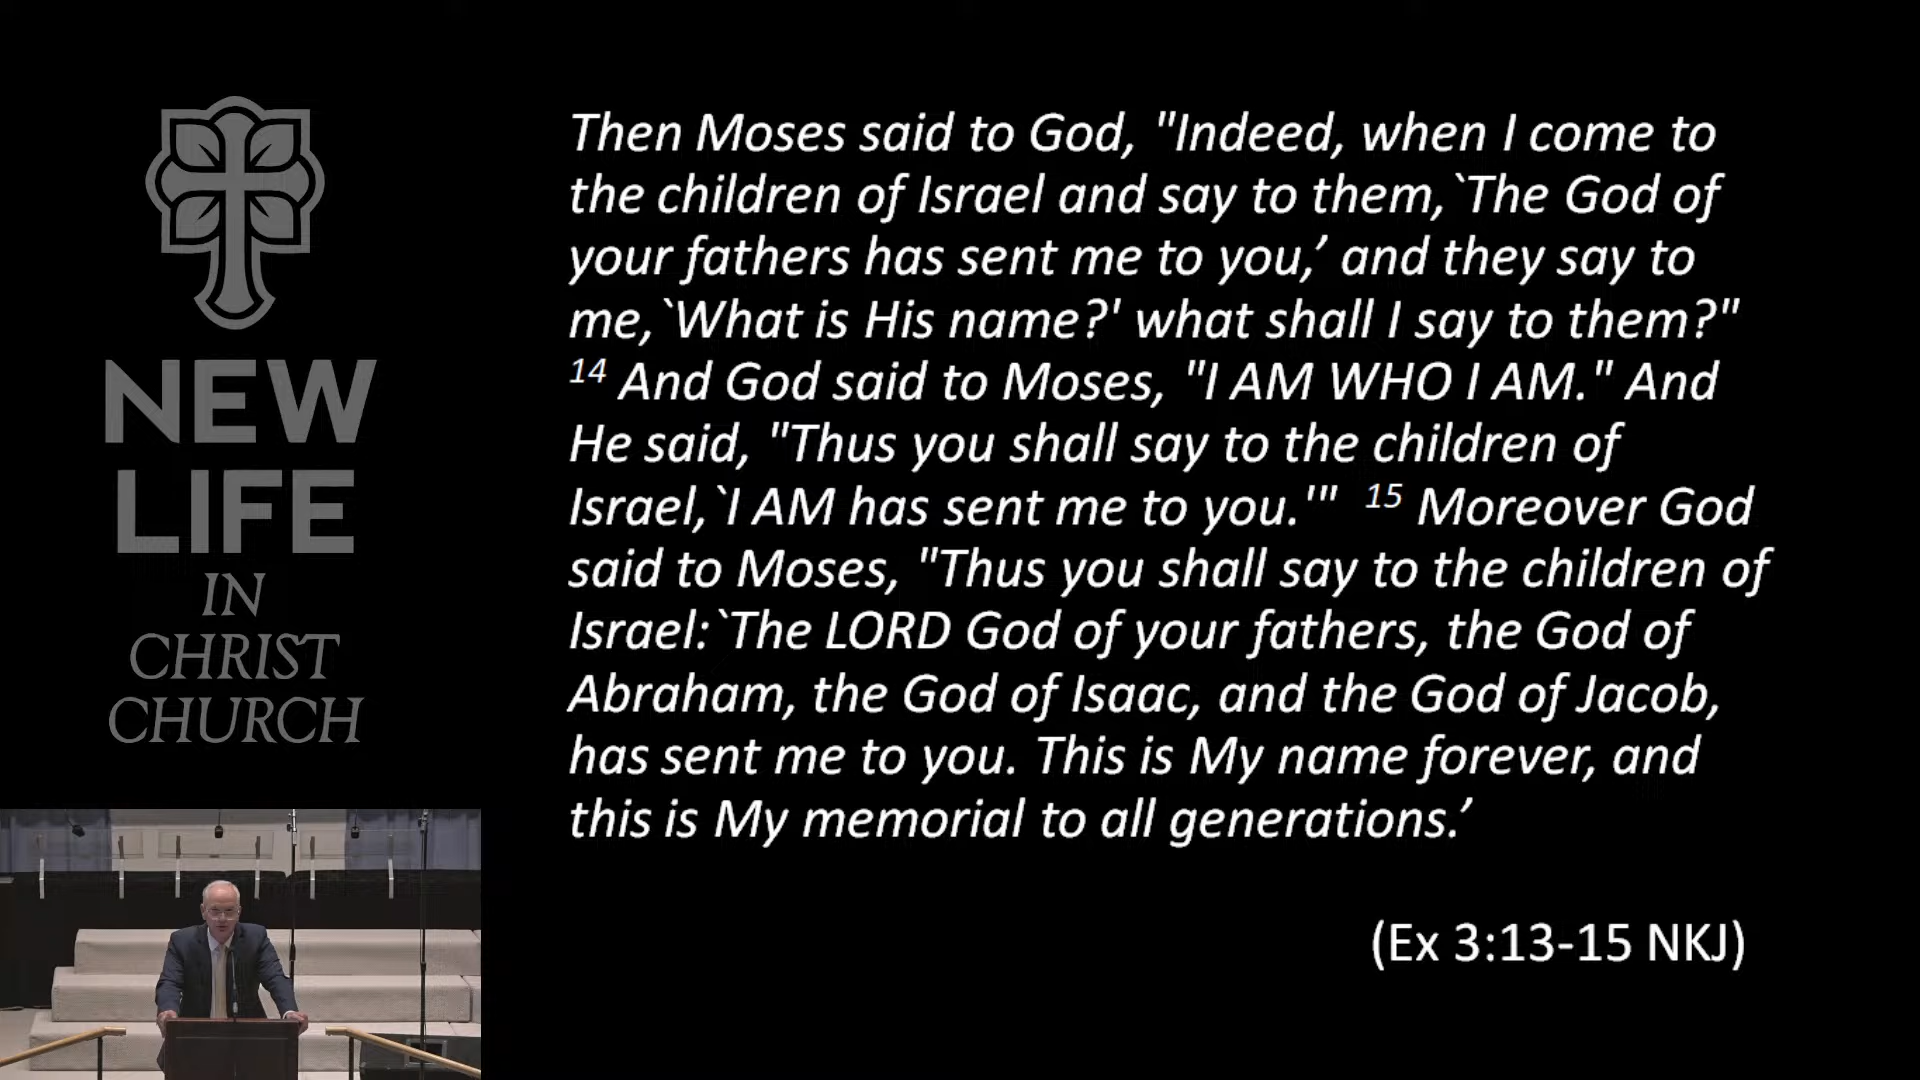 NEW
LIFE
IN
CHRIST
CHURCH
Then Moses said to God, "Indeed, when I come to
the children of Israel and say to them,`The God of
your fathers has sent me to you,’ and they say to
me,`What is His name?' what shall I say to them?"
14 And God said to Moses, "I AM WHO I AM." And
He said, "Thus you shall say to the children of
Israel,`I AM has sent me to you.'" 15 Moreover God
said to Moses, "Thus you shall say to the children of
Israel:`The LORD God of your fathers, the God of
Abraham, the God of Isaac, and the God of Jacob,
has sent me to you. This is My name forever, and
this is My memorial to all generations.’
(Ex 3:13-15 NKJ)